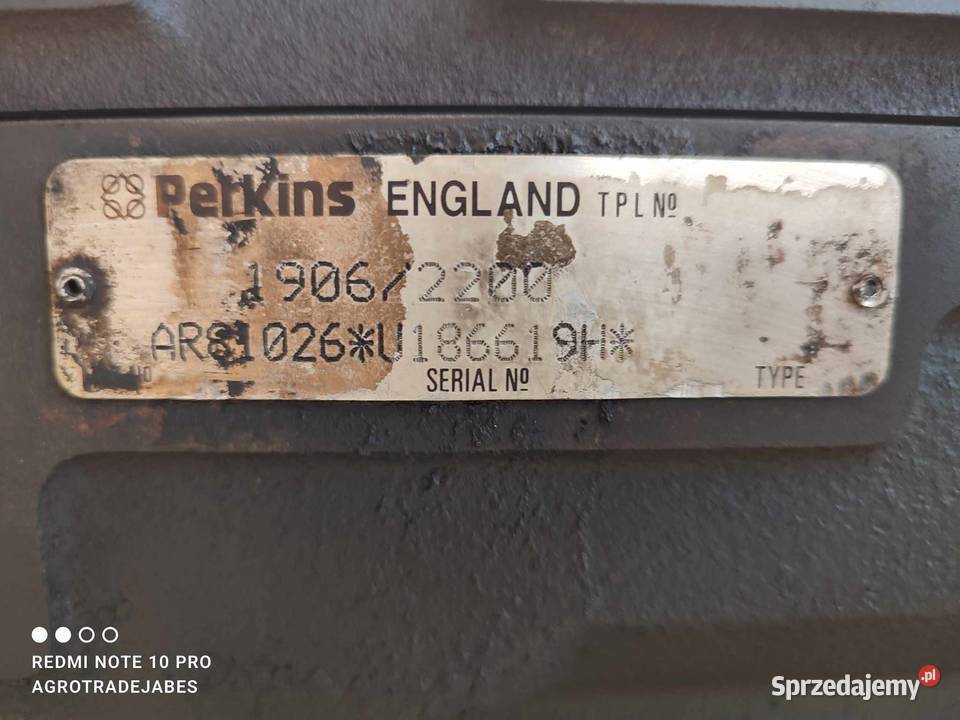 Perkins ENGLAND TPL Nº
1906/2200
AR81026*U186619H*
SERIAL Nº TYPE
REDMI NOTE 10 PRO
AGROTRADEJABES
Sprzedajemy.pl